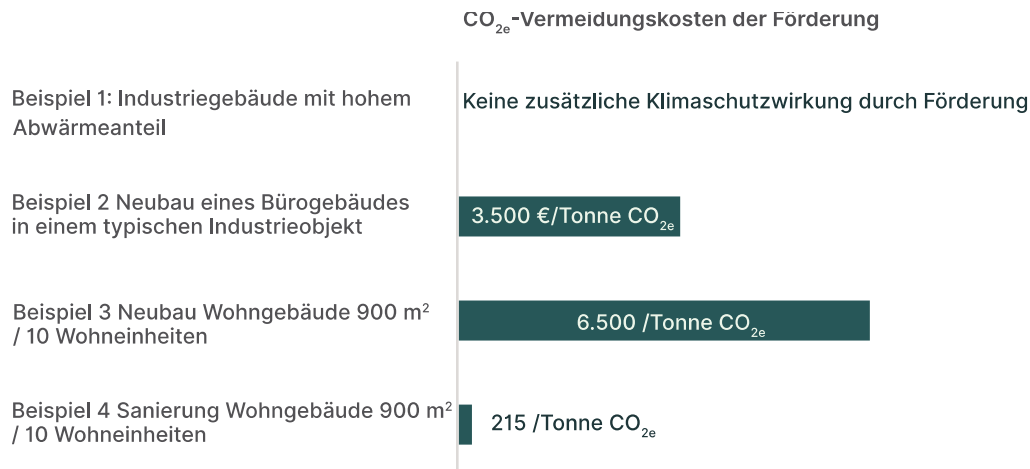 CO₂ₑ-Vermeidungskosten der Förderung
Beispiel 1: Industriegebäude mit hohem
Abwärmeanteil
Keine zusätzliche Klimaschutzwirkung durch Förderung
Beispiel 2 Neubau eines Bürogebäudes
in einem typischen Industrieobjekt
3.500 €/Tonne CO₂ₑ
Beispiel 3 Neubau Wohngebäude 900 m²
/ 10 Wohneinheiten
6.500 /Tonne CO₂ₑ
Beispiel 4 Sanierung Wohngebäude 900 m²
/ 10 Wohneinheiten
215 /Tonne CO₂ₑ